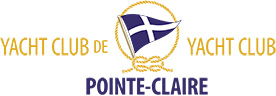 YACHT CLUB DE YACHT CLUB
POINTE-CLAIRE